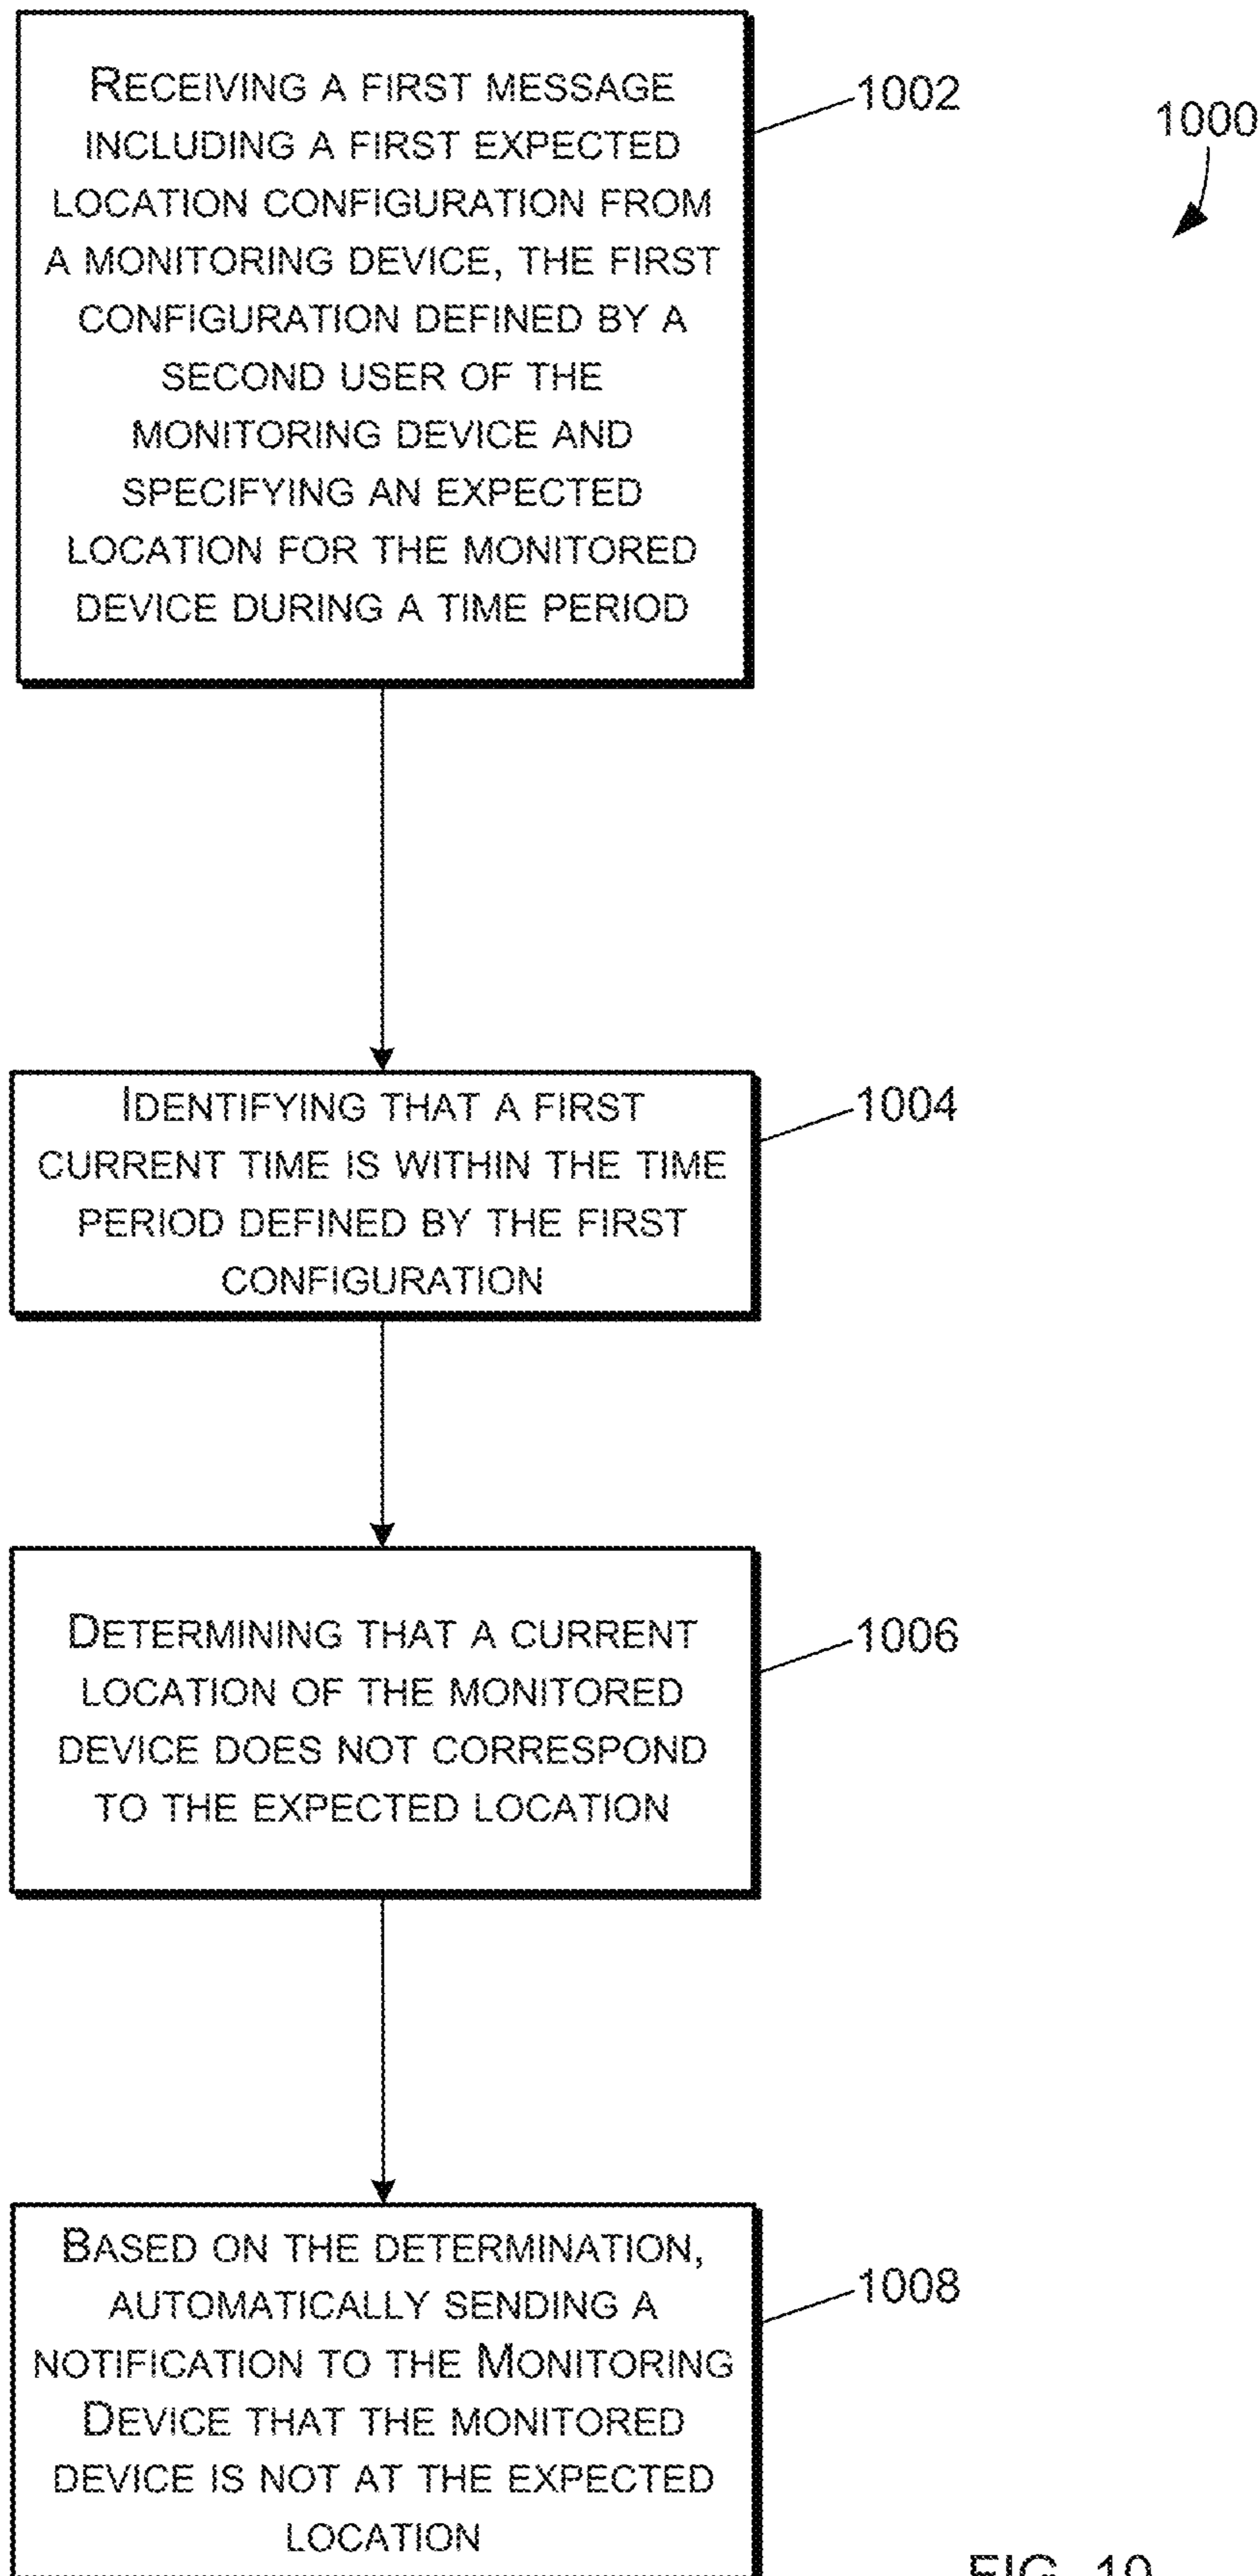 RECEIVING A FIRST MESSAGE
INCLUDING A FIRST EXPECTED
LOCATION CONFIGURATION FROM
A MONITORING DEVICE, THE FIRST
CONFIGURATION DEFINED BY A
SECOND USER OF THE
MONITORING DEVICE AND
SPECIFYING AN EXPECTED
LOCATION FOR THE MONITORED
DEVICE DURING A TIME PERIOD
1002
1000
IDENTIFYING THAT A FIRST
CURRENT TIME IS WITHIN THE TIME
PERIOD DEFINED BY THE FIRST
CONFIGURATION
1004
DETERMINING THAT A CURRENT
LOCATION OF THE MONITORED
DEVICE DOES NOT CORRESPOND
TO THE EXPECTED LOCATION
1006
BASED ON THE DETERMINATION,
AUTOMATICALLY SENDING A
NOTIFICATION TO THE MONITORING
DEVICE THAT THE MONITORED
DEVICE IS NOT AT THE EXPECTED
LOCATION
1008
FIG. 10